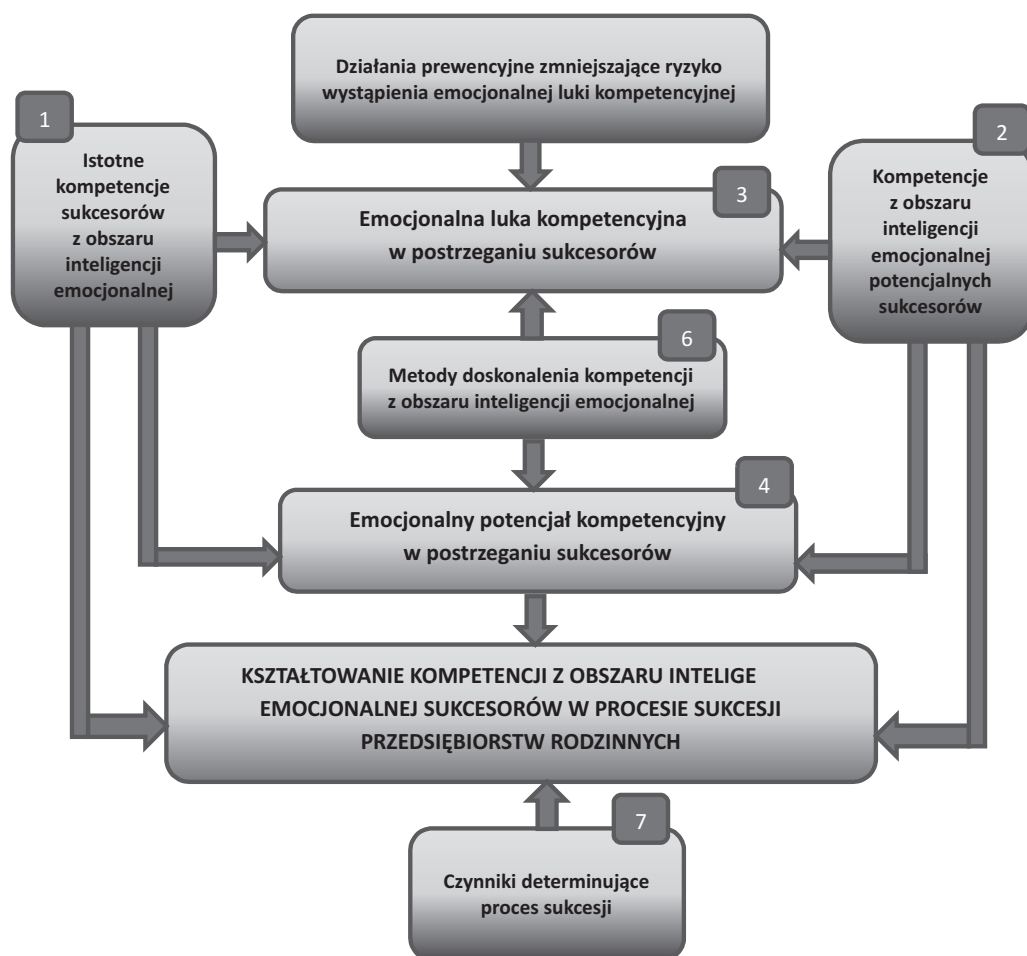 Działania prewencyjne zmniejszające ryzyko
wystąpienia emocjonalnej luki kompetencyjnej
1
Istotne
kompetencje
sukcesorów
z obszaru
inteligencji
emocjonalnej
2
Kompetencje
z obszaru
inteligencji
emocjonalnej
potencjalnych
sukcesorów
3
Emocjonalna luka kompetencyjna
w postrzeganiu sukcesorów
6
Metody doskonalenia kompetencji
z obszaru inteligencji emocjonalnej
4
Emocjonalny potencjał kompetencyjny
w postrzeganiu sukcesorów
KSZTAŁTOWANIE KOMPETENCJI Z OBSZARU INTELIGE
EMOCJONALNEJ SUKCESORÓW W PROCESIE SUKCESJI
PRZEDSIĘBIORSTW RODZINNYCH
7
Czynniki determinujące
proces sukcesji